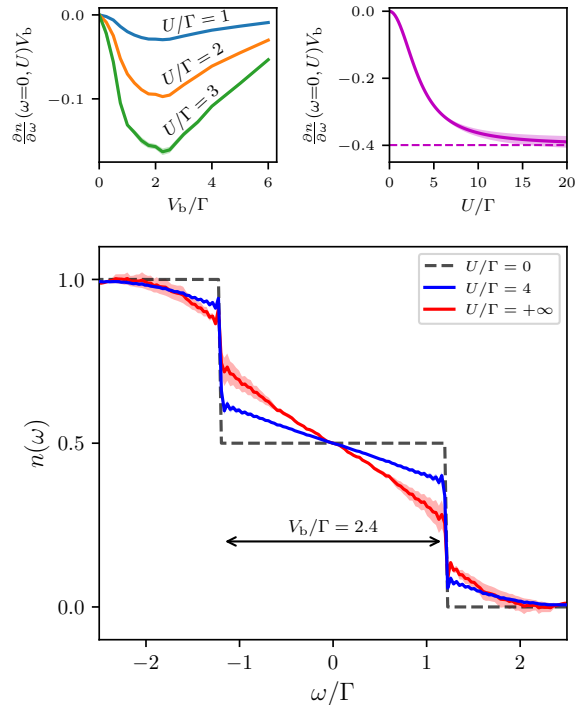 ∂n/∂ω (ω=0, U)V_b
0.0
−0.1
U/Γ = 1
U/Γ = 2
U/Γ = 3
0 2 4 6
V_b/Γ
∂n/∂ω (ω=0, U)V_b
0.0
−0.2
−0.4
0 5 10 15 20
U/Γ
n(ω)
1.0
0.5
0.0
U/Γ = 0
U/Γ = 4
U/Γ = +∞
V_b/Γ = 2.4
−2 −1 0 1 2
ω/Γ